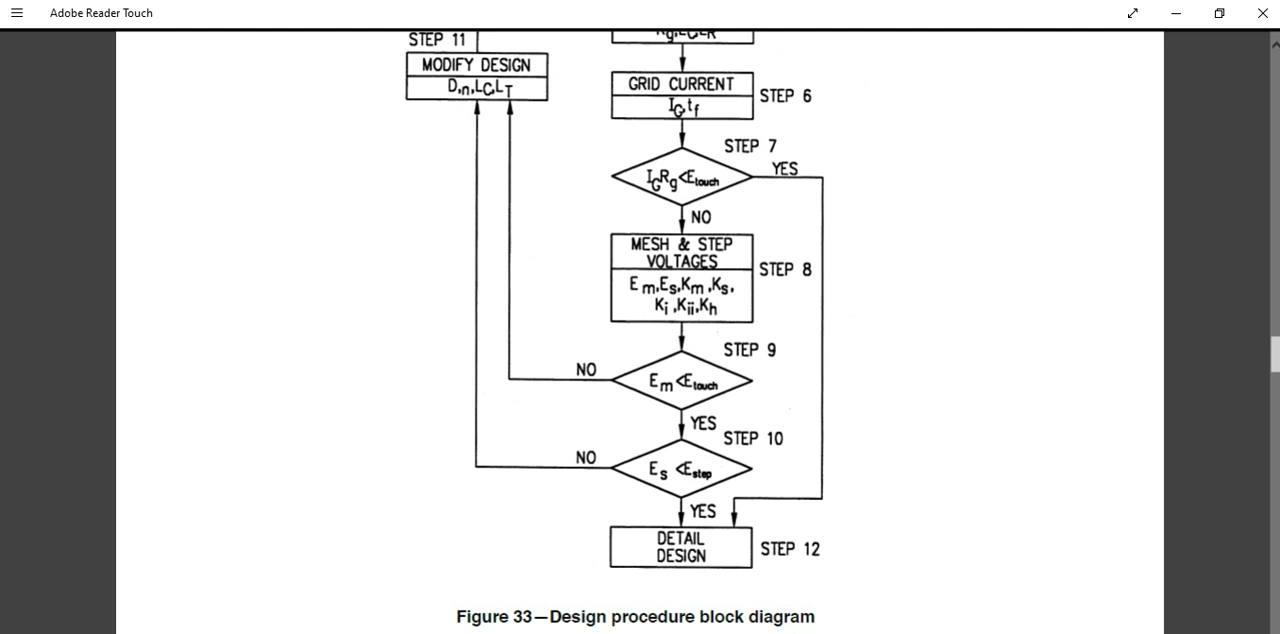 Adobe Reader Touch
STEP 11
MODIFY DESIGN
D,n,LC,LT
GRID CURRENT
IG,tf
STEP 6
STEP 7
IGRg<Etouch
YES
NO
MESH & STEP
VOLTAGES
Em,Es,Km,Ks,
Ki,Kii,Kh
STEP 8
STEP 9
Em<Etouch
NO
YES
STEP 10
Es<Estep
NO
YES
DETAIL
DESIGN
STEP 12
Figure 33—Design procedure block diagram